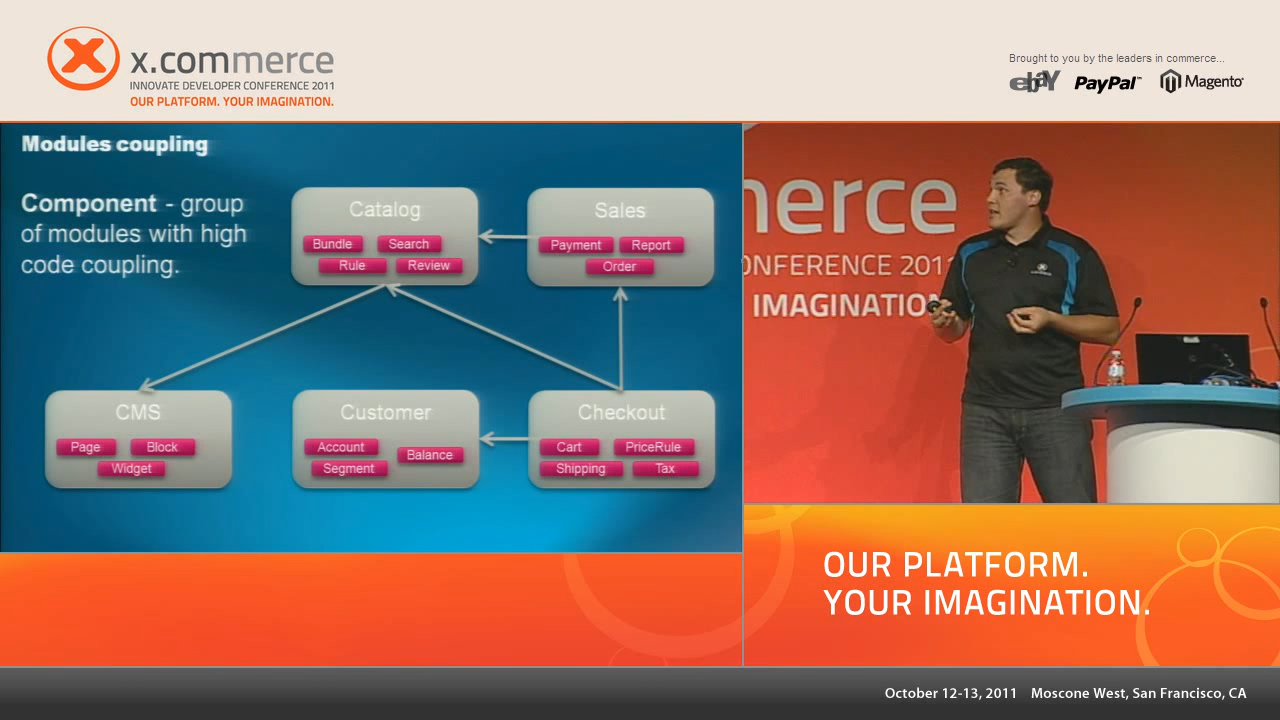 x.commerce
INNOVATE DEVELOPER CONFERENCE 2011
OUR PLATFORM. YOUR IMAGINATION.
Brought to you by the leaders in commerce...
ebaY PayPal™ Magento®
Modules coupling
Component - group
of modules with high
code coupling.
Catalog
Bundle Search
Rule Review
Sales
Payment Report
Order
CMS
Page Block
Widget
Customer
Account
Balance
Segment
Checkout
Cart PriceRule
Shipping Tax
merce
ONFERENCE 2011
IMAGINATION
OUR PLATFORM.
YOUR IMAGINATION.
October 12-13, 2011 Moscone West, San Francisco, CA